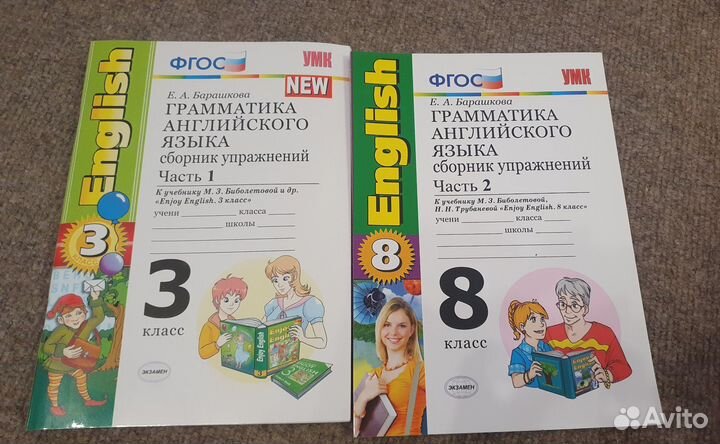 English
3
ФГОС
УМК
NEW
Е. А. Барашкова
ГРАММАТИКА
АНГЛИЙСКОГО
ЯЗЫКА
сборник упражнений
Часть 1
К учебнику М. З. Биболетовой и др.
«Enjoy English. 3 класс»
учени класса
школы
3
класс
Enjoy English
ЭКЗАМЕН
English
8
ФГОС
УМК
Е. А. Барашкова
ГРАММАТИКА
АНГЛИЙСКОГО
ЯЗЫКА
сборник упражнений
Часть 2
К учебнику М. З. Биболетовой,
Н. Н. Трубаневой «Enjoy English. 8 класс»
учени класса
школы
8
класс
ЭКЗАМЕН
Avito